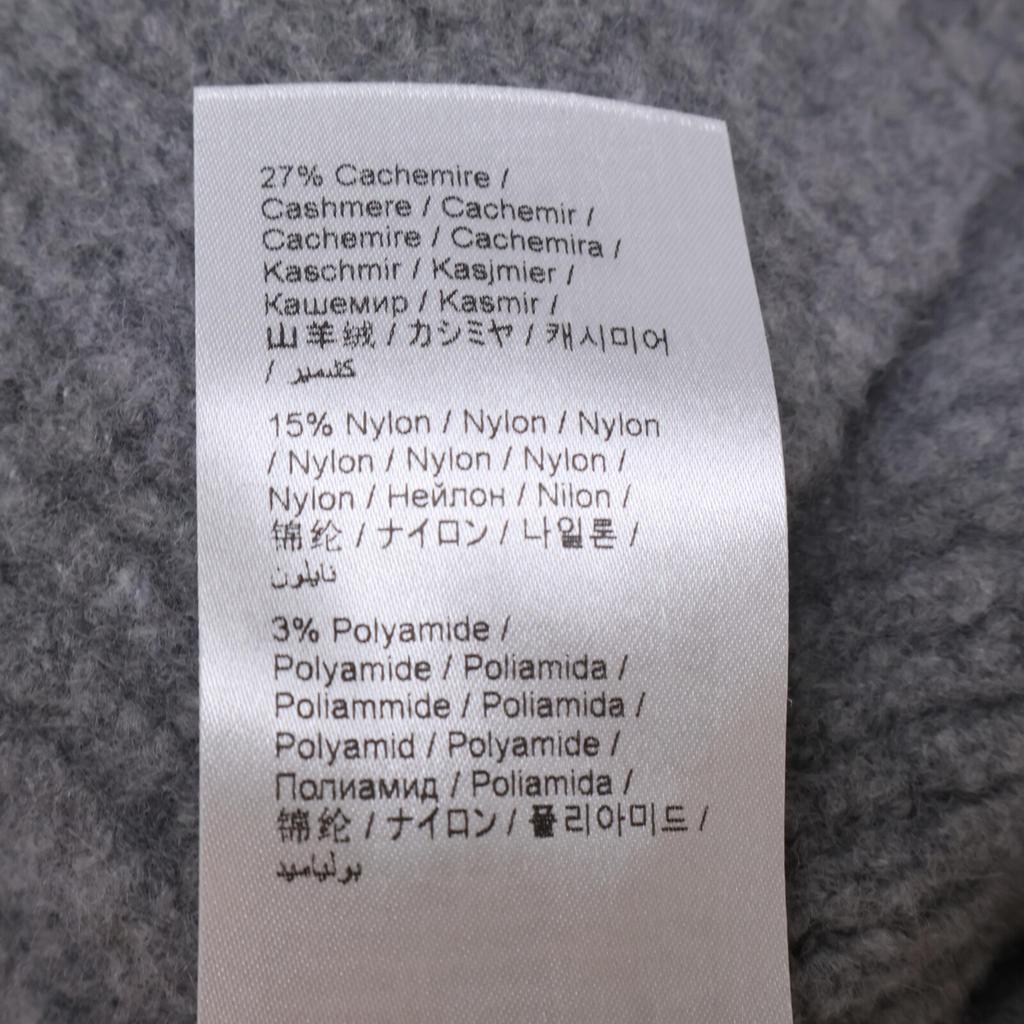 27% Cachemire /
Cashmere / Cachemir /
Cachemire / Cachemira /
Kaschmir / Kasjmier /
Кашемир / Kasmir /
山羊绒 / カシミヤ / 캐시미어
/ كشمير
15% Nylon / Nylon / Nylon
/ Nylon / Nylon / Nylon /
Nylon / Нейлон / Nilon /
锦纶 / ナイロン / 나일론 /
نايلون
3% Polyamide /
Polyamide / Poliamida /
Poliammide / Poliamida /
Polyamid / Polyamide /
Полиамид / Poliamida /
锦纶 / ナイロン / 폴리아미드 /
بولياميد